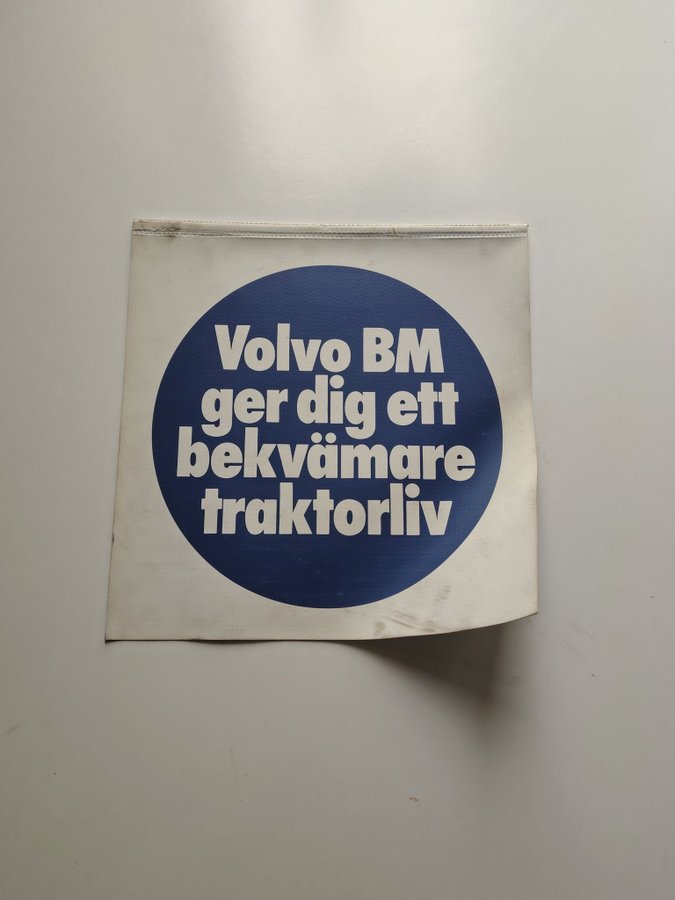 Volvo BM
ger dig ett
bekvämare
traktorliv